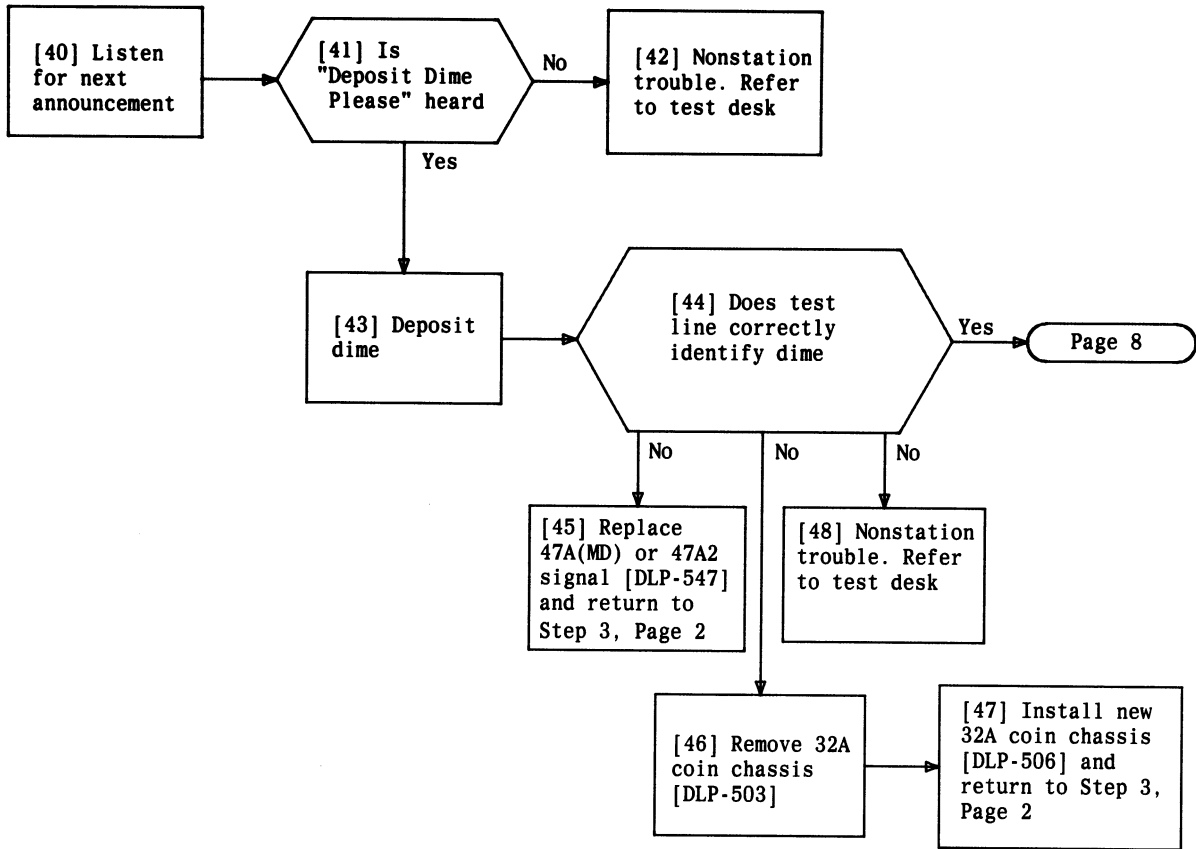 [40] Listen
for next
announcement
[41] Is
"Deposit Dime
Please" heard
No
[42] Nonstation
trouble. Refer
to test desk
Yes
[43] Deposit
dime
[44] Does test
line correctly
identify dime
Yes
Page 8
No
No
No
[45] Replace
47A(MD) or 47A2
signal [DLP-547]
and return to
Step 3, Page 2
[48] Nonstation
trouble. Refer
to test desk
[46] Remove 32A
coin chassis
[DLP-503]
[47] Install new
32A coin chassis
[DLP-506] and
return to Step 3,
Page 2